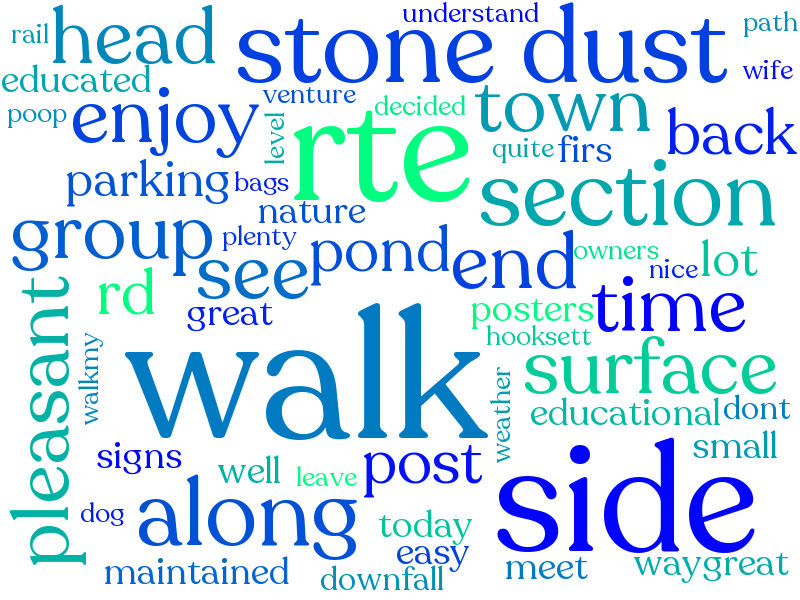 understand
path
rail
head
stone dust
wife
educated
venture
decided
town
poop
enjoy
rte
back
level
quite
firs
parking
bags
section
nature
group
plenty
see
pond
end
owners
lot
nice
rd
great
posters
time
hooksett
pleasant
walkmy
walk
surface
weather
educational
dont
signs
well
leave
post
small
side
dog
along
today
easy
maintained
downfall
meet
waygreat